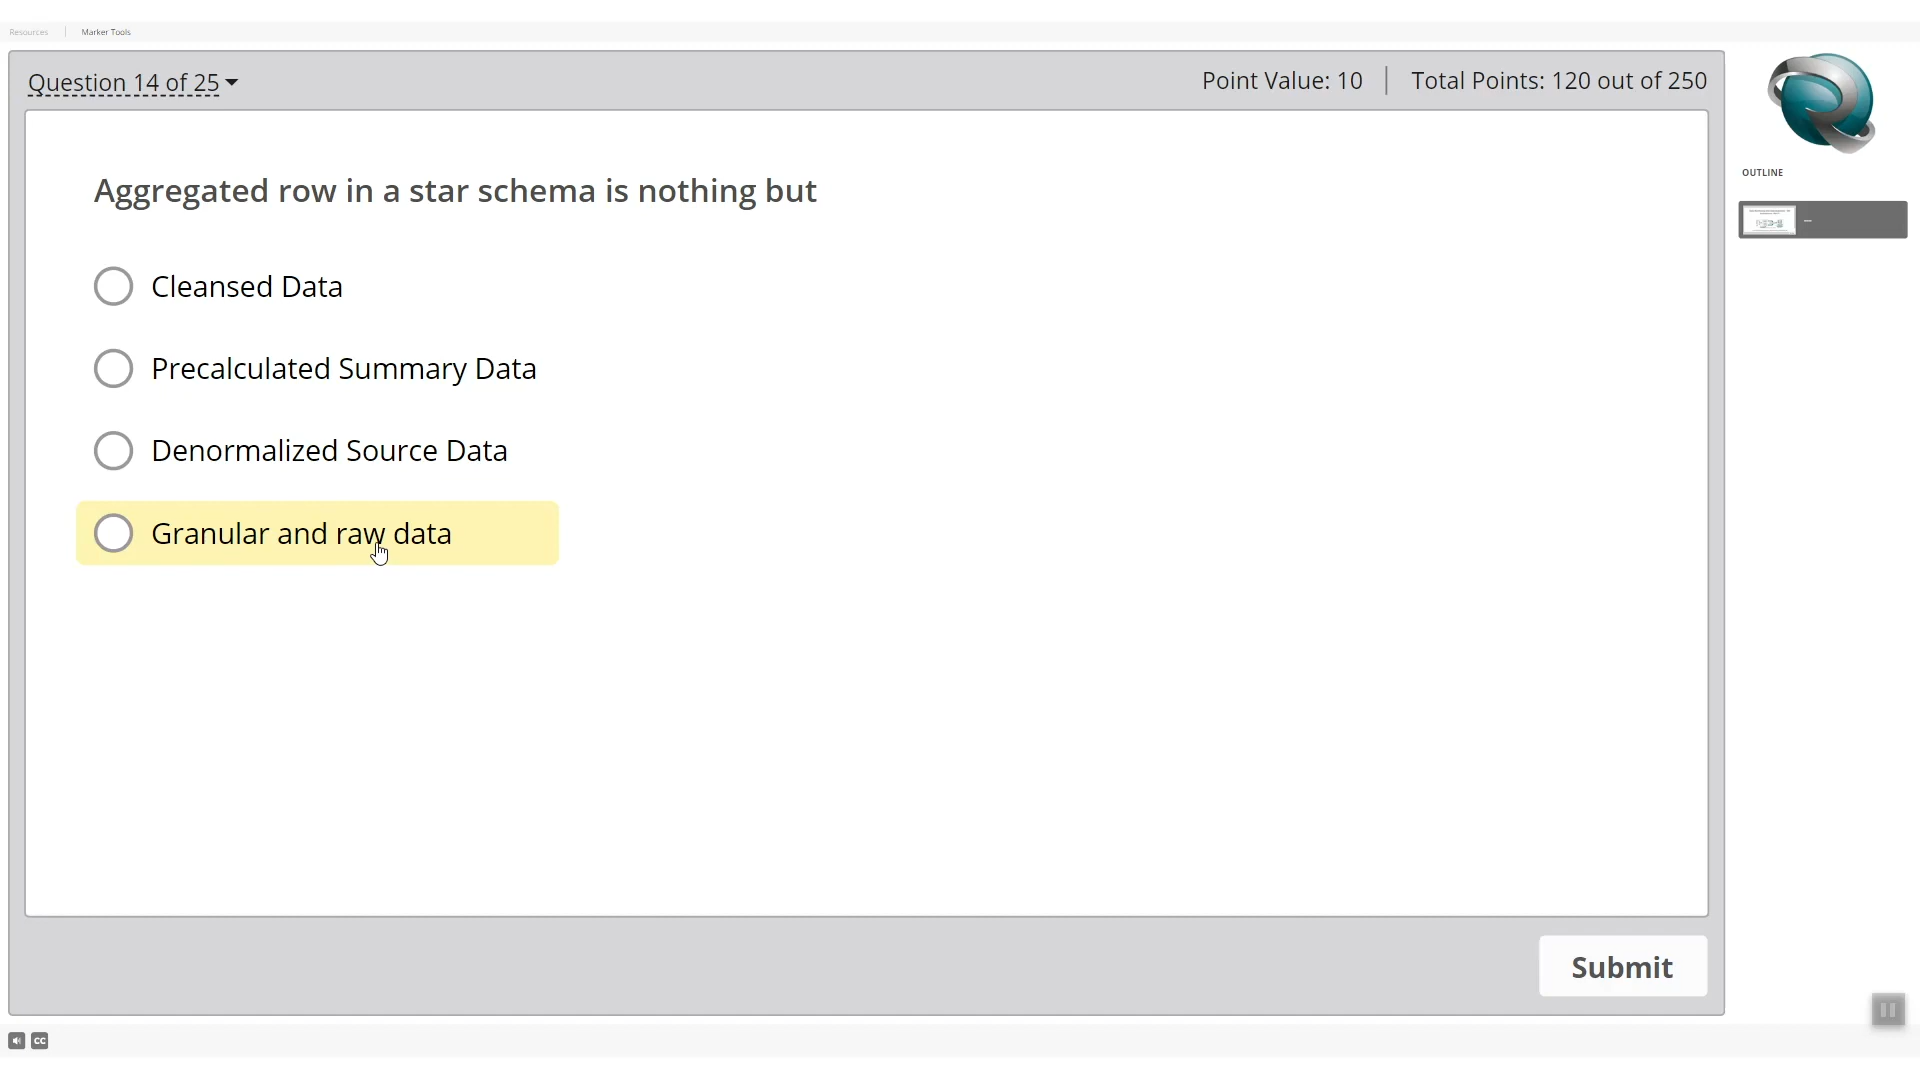 Resources
Marker Tools
Question 14 of 25
Point Value: 10
Total Points: 120 out of 250
Aggregated row in a star schema is nothing but
Cleansed Data
Precalculated Summary Data
Denormalized Source Data
Granular and raw data
Submit
OUTLINE
CC